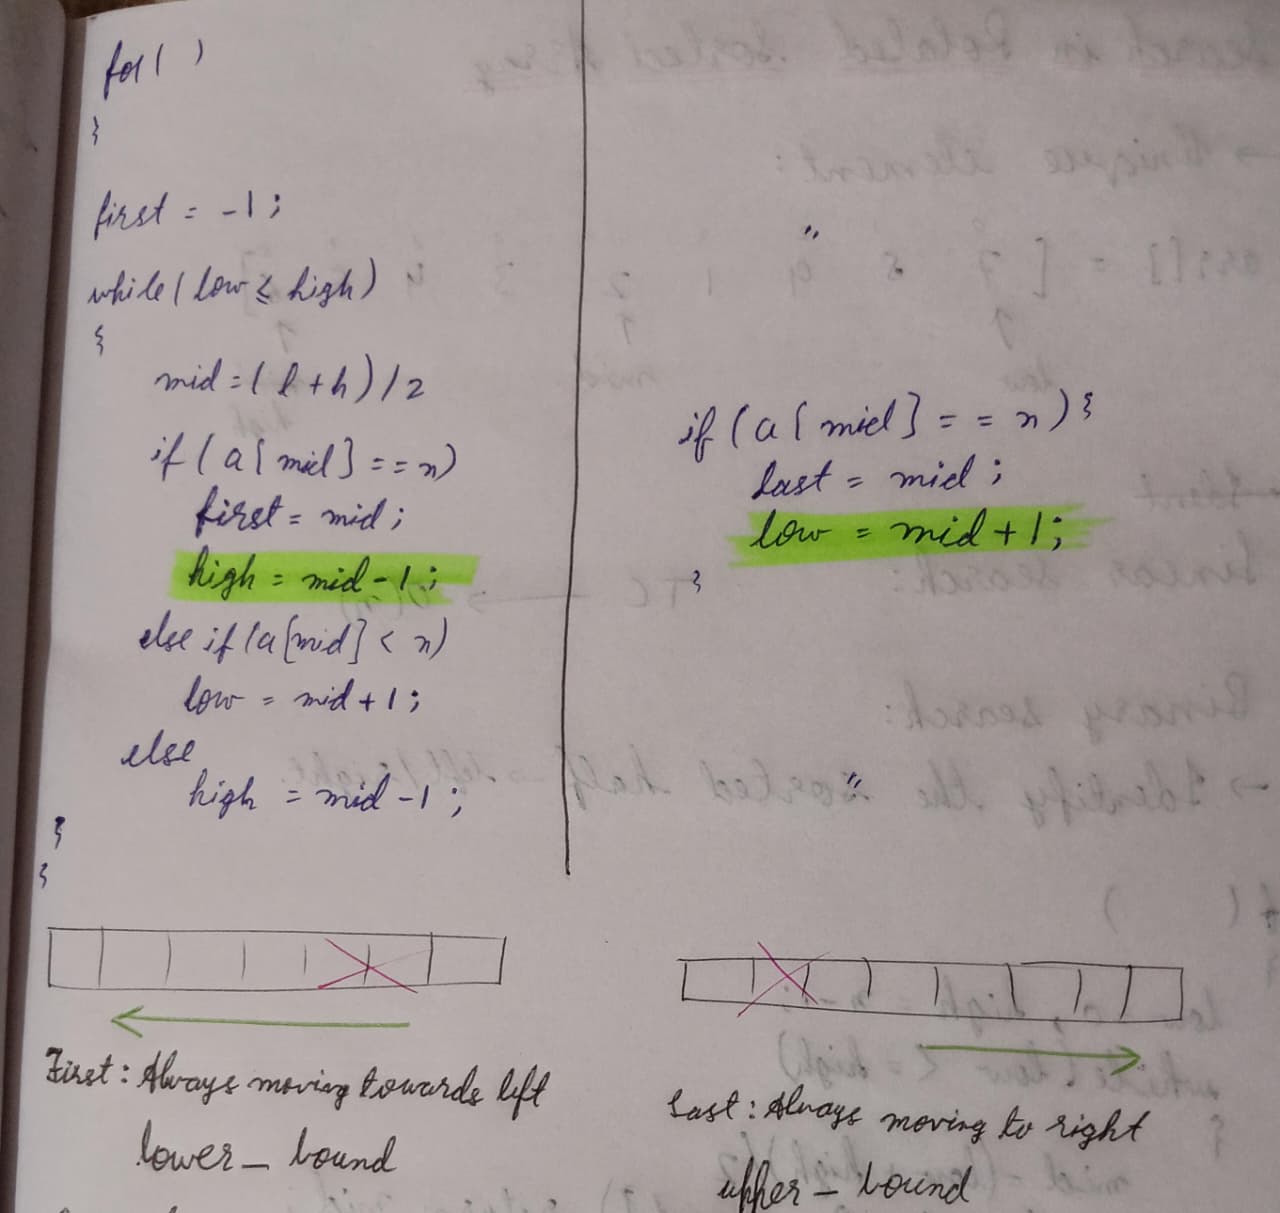 fo( )
}
first = -1;
while( low ≤ high)
{
mid = ( l + h ) / 2
if ( a[ mid ] == n)
first = mid;
high = mid - 1;
else if (a[mid] < n)
low = mid + 1;
else
high = mid - 1;
}
}
"
if ( a[ mid ] == n ) {
last = mid;
low = mid + 1;
}
"
First : Always moving towards left
lower_ bound
Last : Always moving to right
upper_ bound